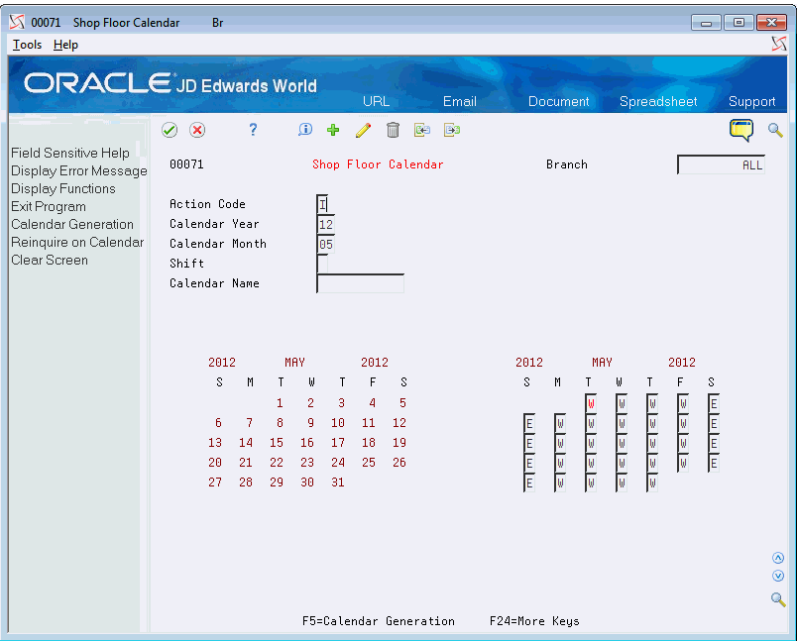 00071 Shop Floor Calendar Br
Tools Help
ORACLE JD Edwards World
URL Email Document Spreadsheet Support
Field Sensitive Help
Display Error Message
Display Functions
Exit Program
Calendar Generation
Reinquire on Calendar
Clear Screen
00071 Shop Floor Calendar Branch ALL
Action Code I
Calendar Year 12
Calendar Month 05
Shift
Calendar Name
2012 MAY 2012
S M T W T F S
1 2 3 4 5
6 7 8 9 10 11 12
13 14 15 16 17 18 19
20 21 22 23 24 25 26
27 28 29 30 31
2012 MAY 2012
S M T W T F S
W W W W E
E W W W W W E
E W W W W W E
E W W W W W E
E W W W W
F5=Calendar Generation F24=More Keys